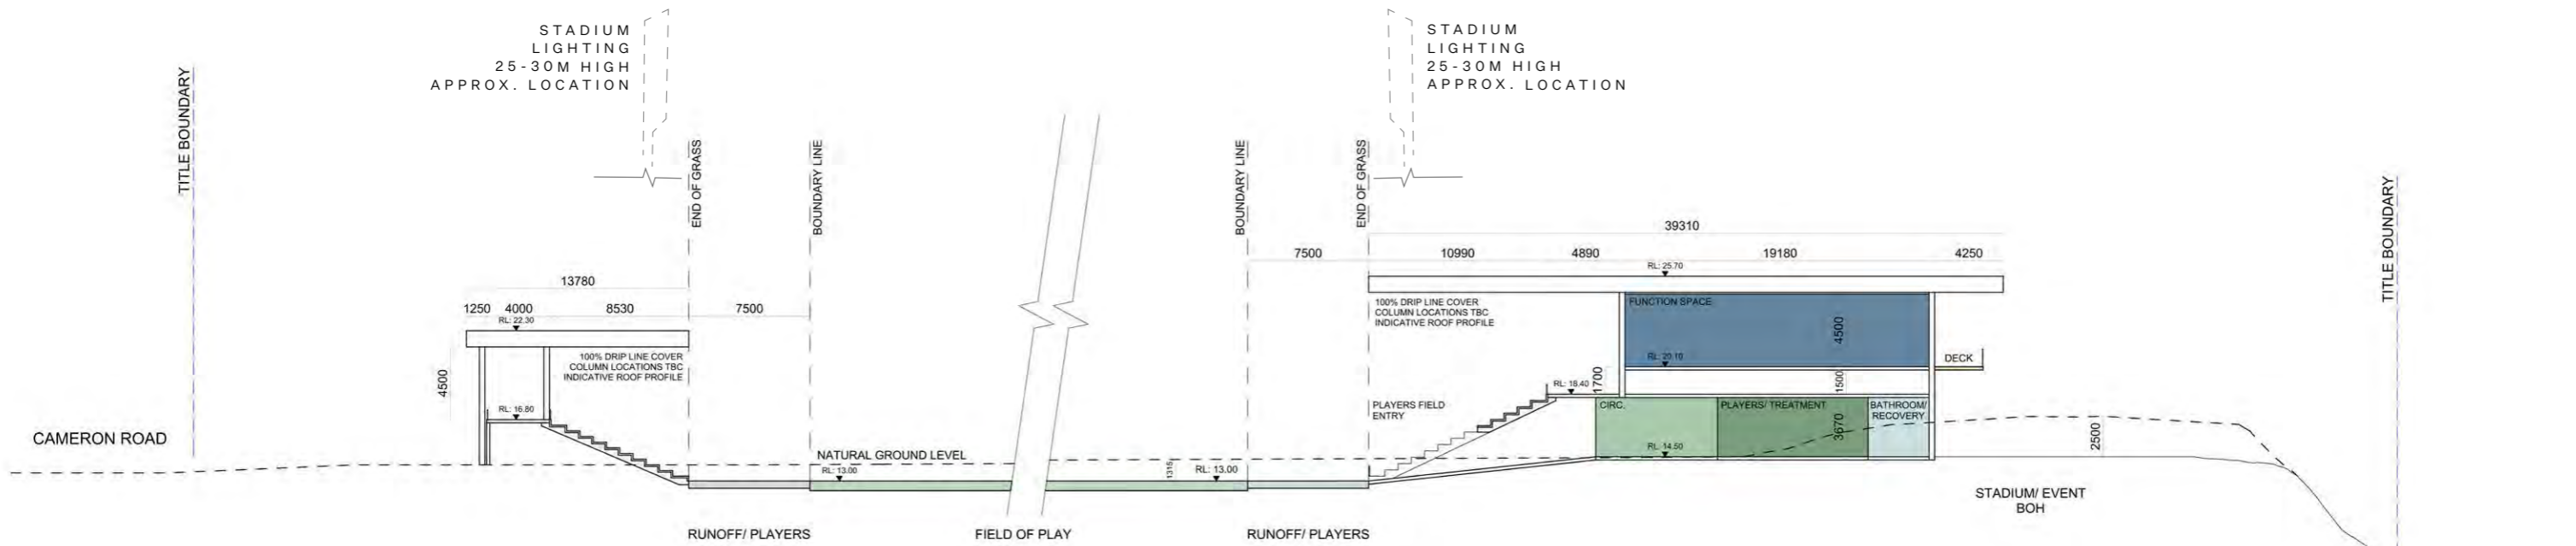 STADIUM
LIGHTING
25-30M HIGH
APPROX. LOCATION
STADIUM
LIGHTING
25-30M HIGH
APPROX. LOCATION
TITLE BOUNDARY
END OF GRASS
BOUNDARY LINE
BOUNDARY LINE
END OF GRASS
TITLE BOUNDARY
39310
7500
10990
4890
19180
4250
RL: 25.70
13780
1250
4000
8530
7500
RL: 22.30
100% DRIP LINE COVER
COLUMN LOCATIONS TBC
INDICATIVE ROOF PROFILE
4500
RL: 16.80
100% DRIP LINE COVER
COLUMN LOCATIONS TBC
INDICATIVE ROOF PROFILE
FUNCTION SPACE
4500
RL: 20.10
DECK
1700
RL: 18.40
1500
PLAYERS FIELD
ENTRY
CIRC.
PLAYERS/ TREATMENT
BATHROOM/
RECOVERY
3670
RL: 14.50
2500
CAMERON ROAD
NATURAL GROUND LEVEL
RL: 13.00
1315
RL: 13.00
STADIUM/ EVENT
BOH
RUNOFF/ PLAYERS
FIELD OF PLAY
RUNOFF/ PLAYERS